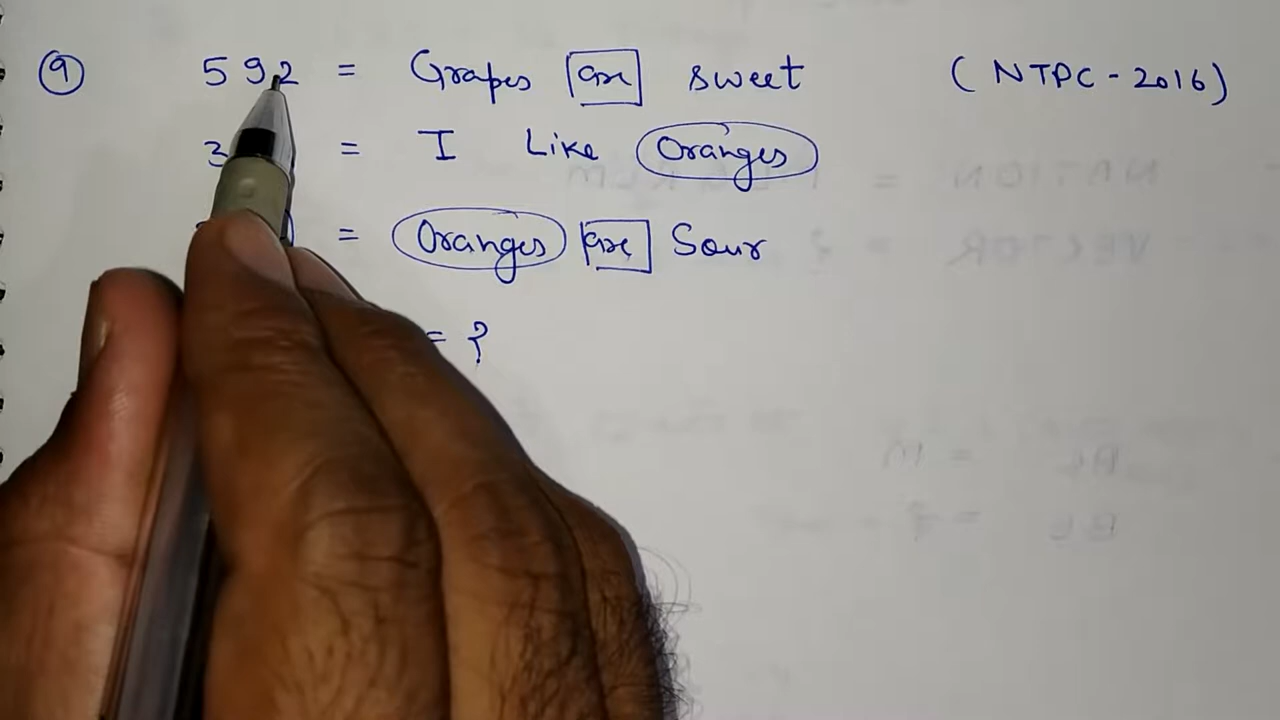 9 592 = Grapes are sweet (NTPC - 2016)
3 = I Like Oranges
= Oranges are Sour
= ?